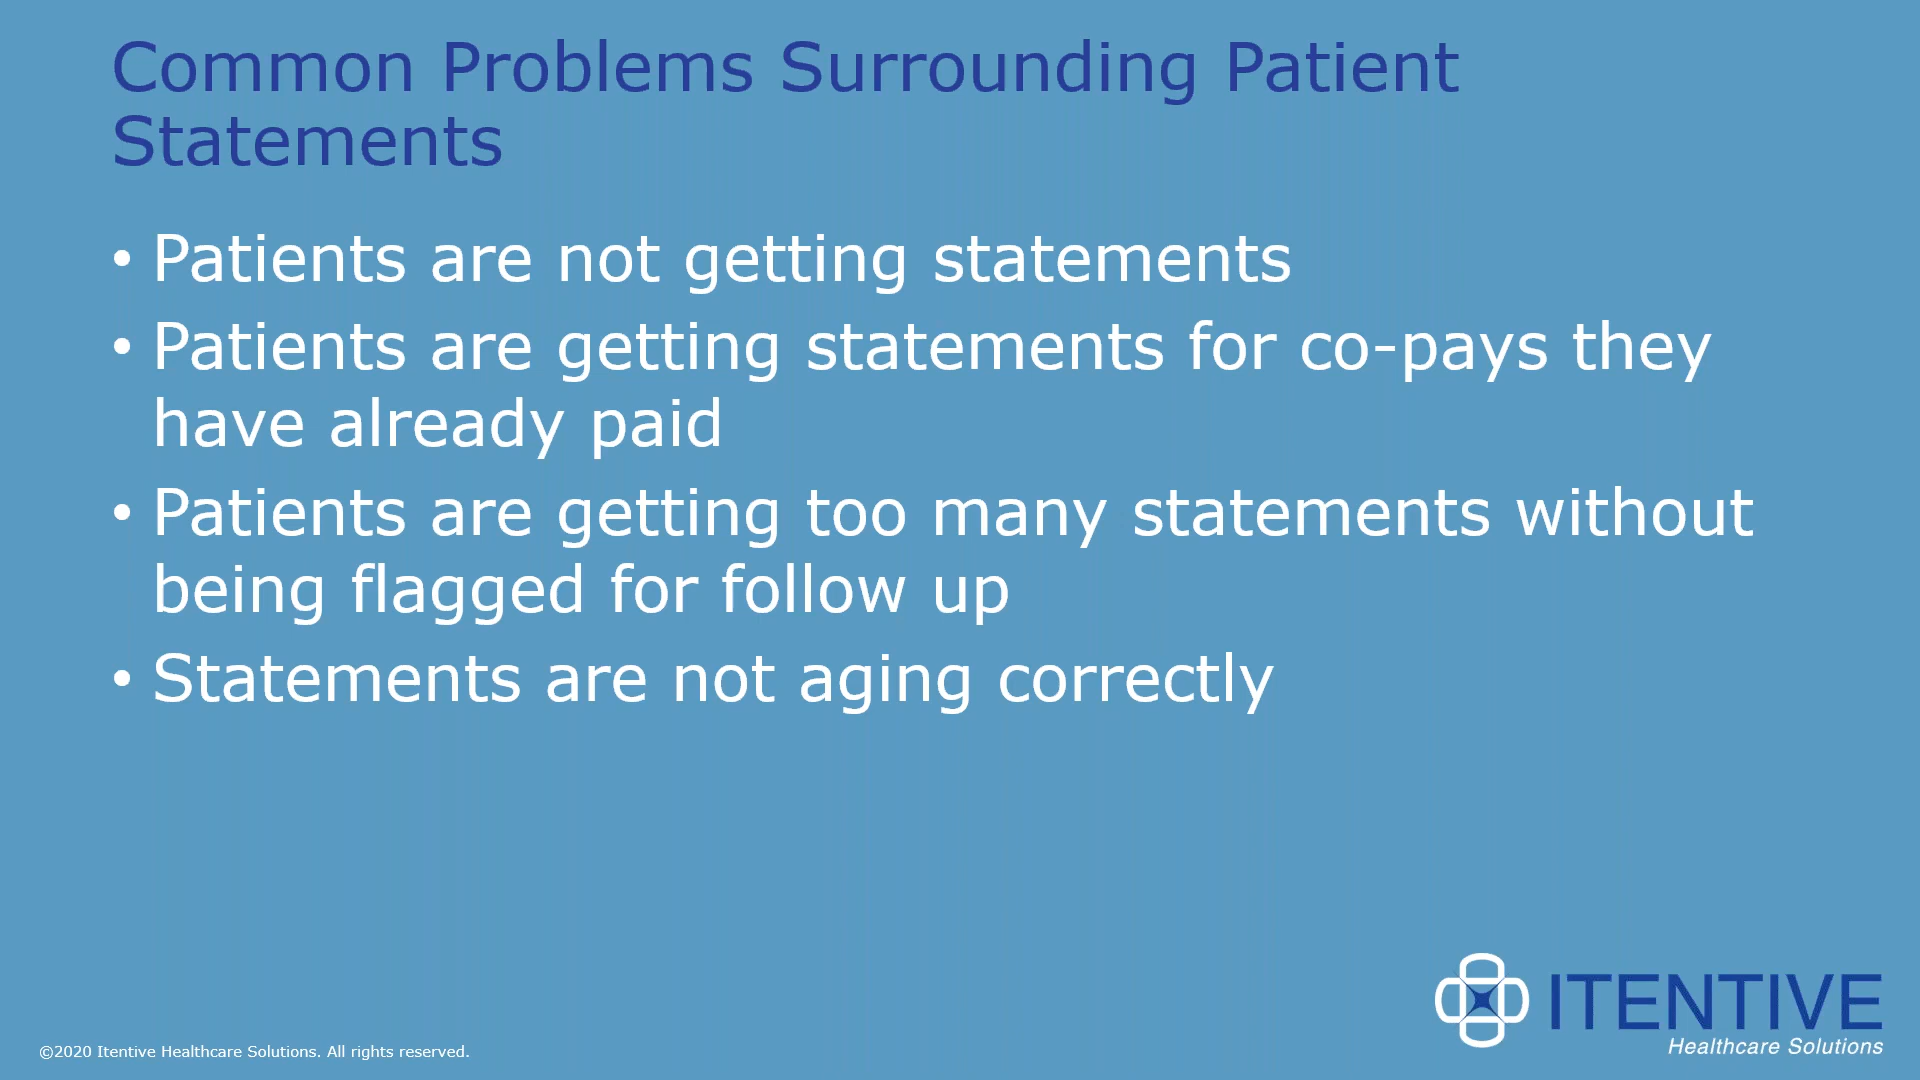 Common Problems Surrounding Patient
Statements
• Patients are not getting statements
• Patients are getting statements for co-pays they
have already paid
• Patients are getting too many statements without
being flagged for follow up
• Statements are not aging correctly
ITENTIVE
Healthcare Solutions
©2020 Itentive Healthcare Solutions. All rights reserved.